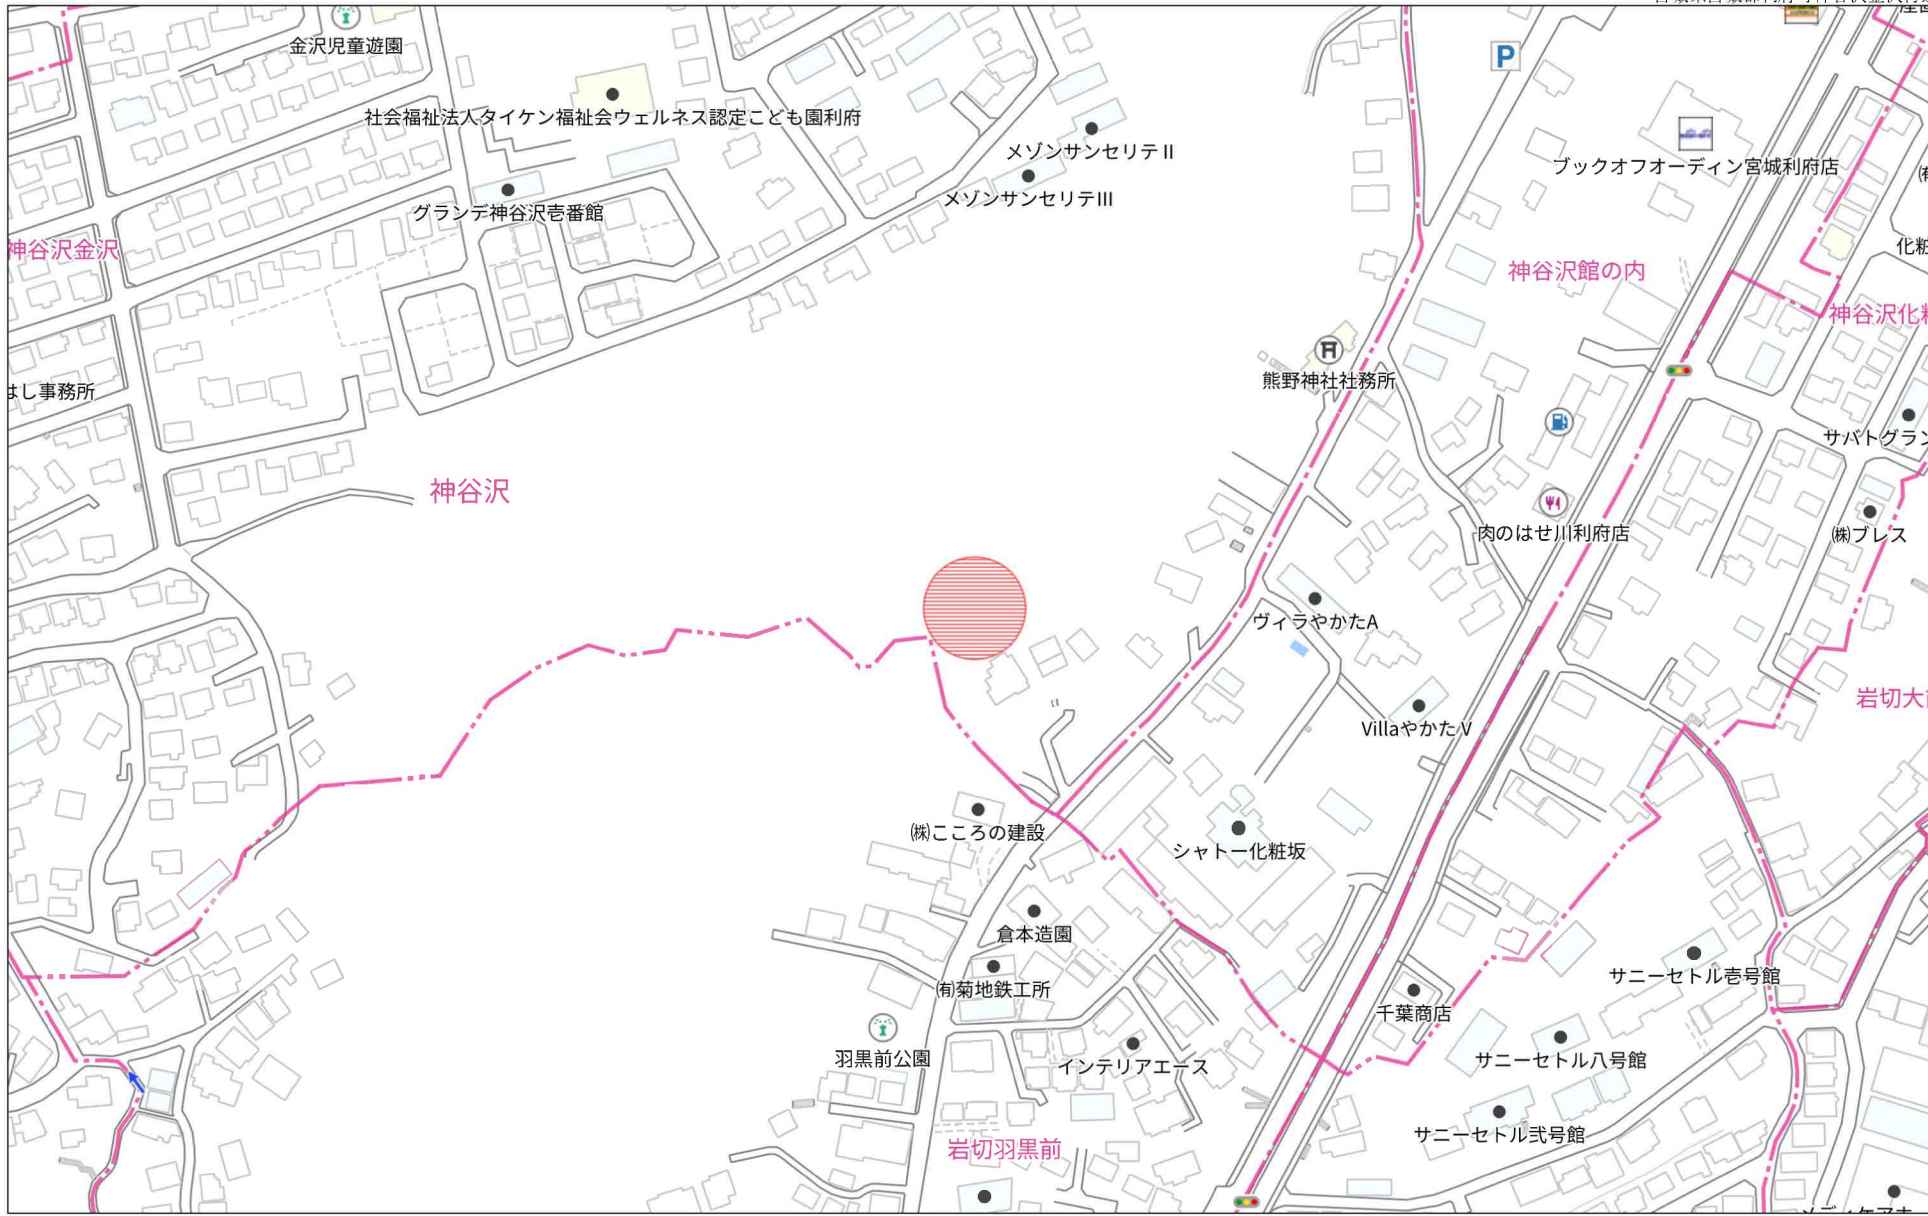 金沢児童遊園
P
社会福祉法人タイケン福祉会ウェルネス認定こども園利府
メゾンサンセリテⅡ
ブックオフオーディン宮城利府店
メゾンサンセリテⅢ
グランデ神谷沢壱番館
神谷沢金沢
化粧
神谷沢館の内
神谷沢化粧
熊野神社社務所
はし事務所
サバトグラン
神谷沢
肉のはせ川利府店
㈱ブレス
ヴィラやかたA
岩切大前
VillaやかたⅤ
㈱こころの建設
シャトー化粧坂
倉本造園
サニーセトル壱号館
㈲菊地鉄工所
千葉商店
羽黒前公園
インテリアエース
サニーセトル八号館
サニーセトル弐号館
岩切羽黒前